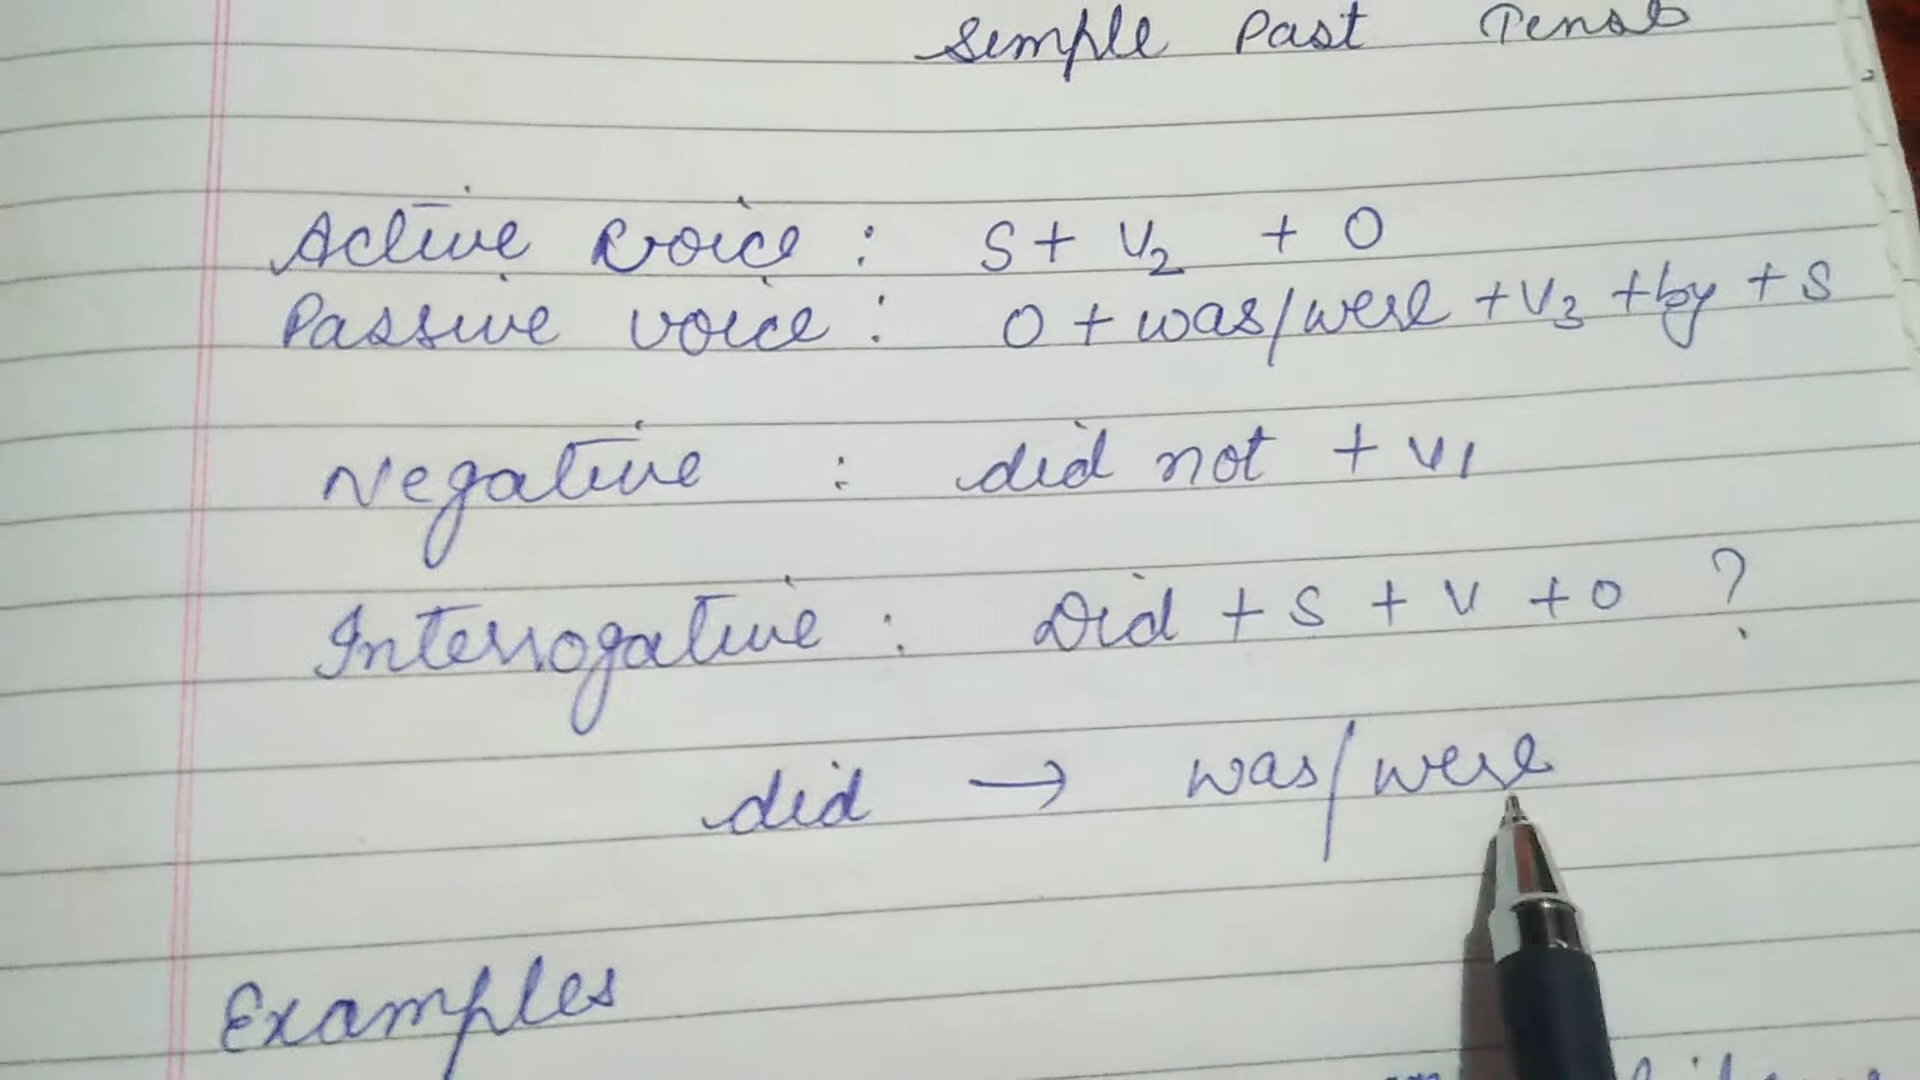 Simple Past Tense
Active voice : S + V2 + O
Passive voice : O + was/were + V3 + by + S
Negative : did not + V1
Interrogative : Did + S + V + O ?
did → was/were
Examples